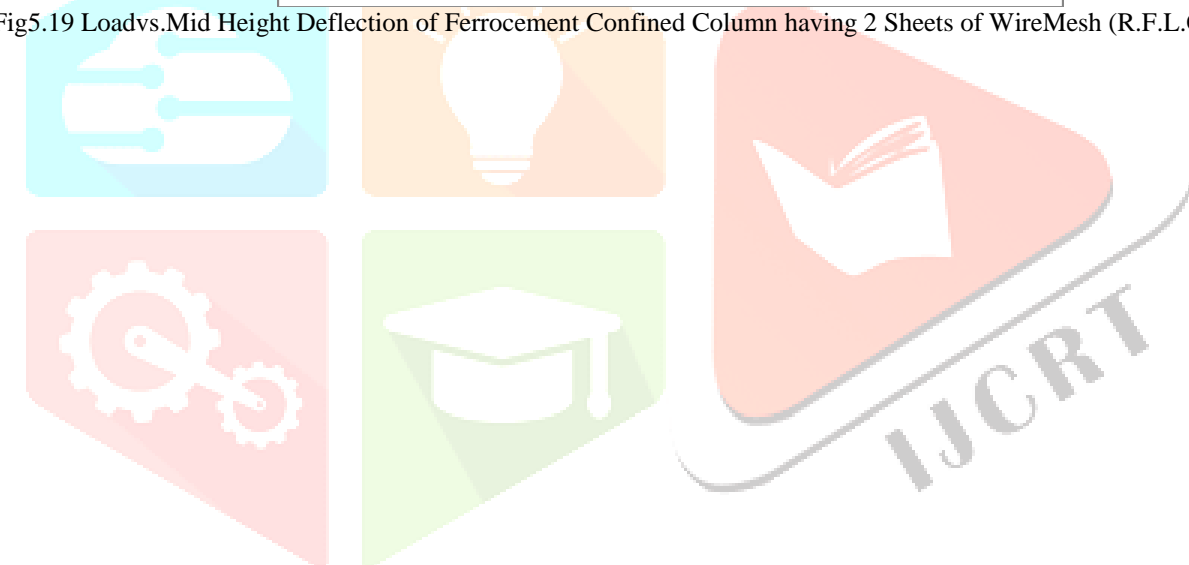 Fig5.19 Loadvs.Mid Height Deflection of Ferrocement Confined Column having 2 Sheets of WireMesh (R.F.L.
IJCRT